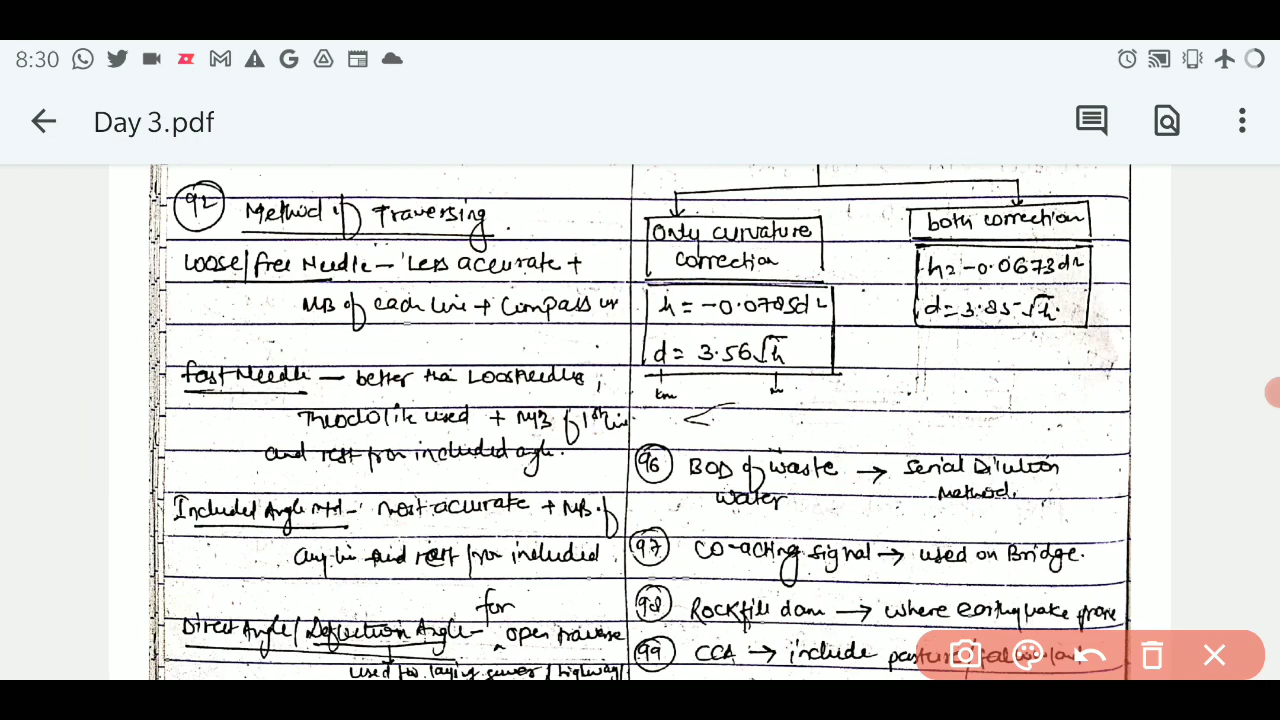 8:30
Day 3.pdf
92 Method of Traversing
Loose/free Needle - Less accurate +
MB of each line + Compass
fast Needle - better than Loose Needle,
Theodolite used + MB of 1st line
and rest from included angle.
Included Angle - most accurate + MB of
any line and rest from included
for
Direct Angle/Deflection Angle - open traverse
used for laying sewer/highway/
Only curvature
correction
h = -0.0785d²
d = 3.56√h
km m
both correction
h = -0.0673d²
d = 3.85√h
96 BOD of waste → Serial Dilution
water Method.
97 CO-acting signal → used on Bridge.
98 Rockfill dam → where earthquake prone
99 CCA → include pasture